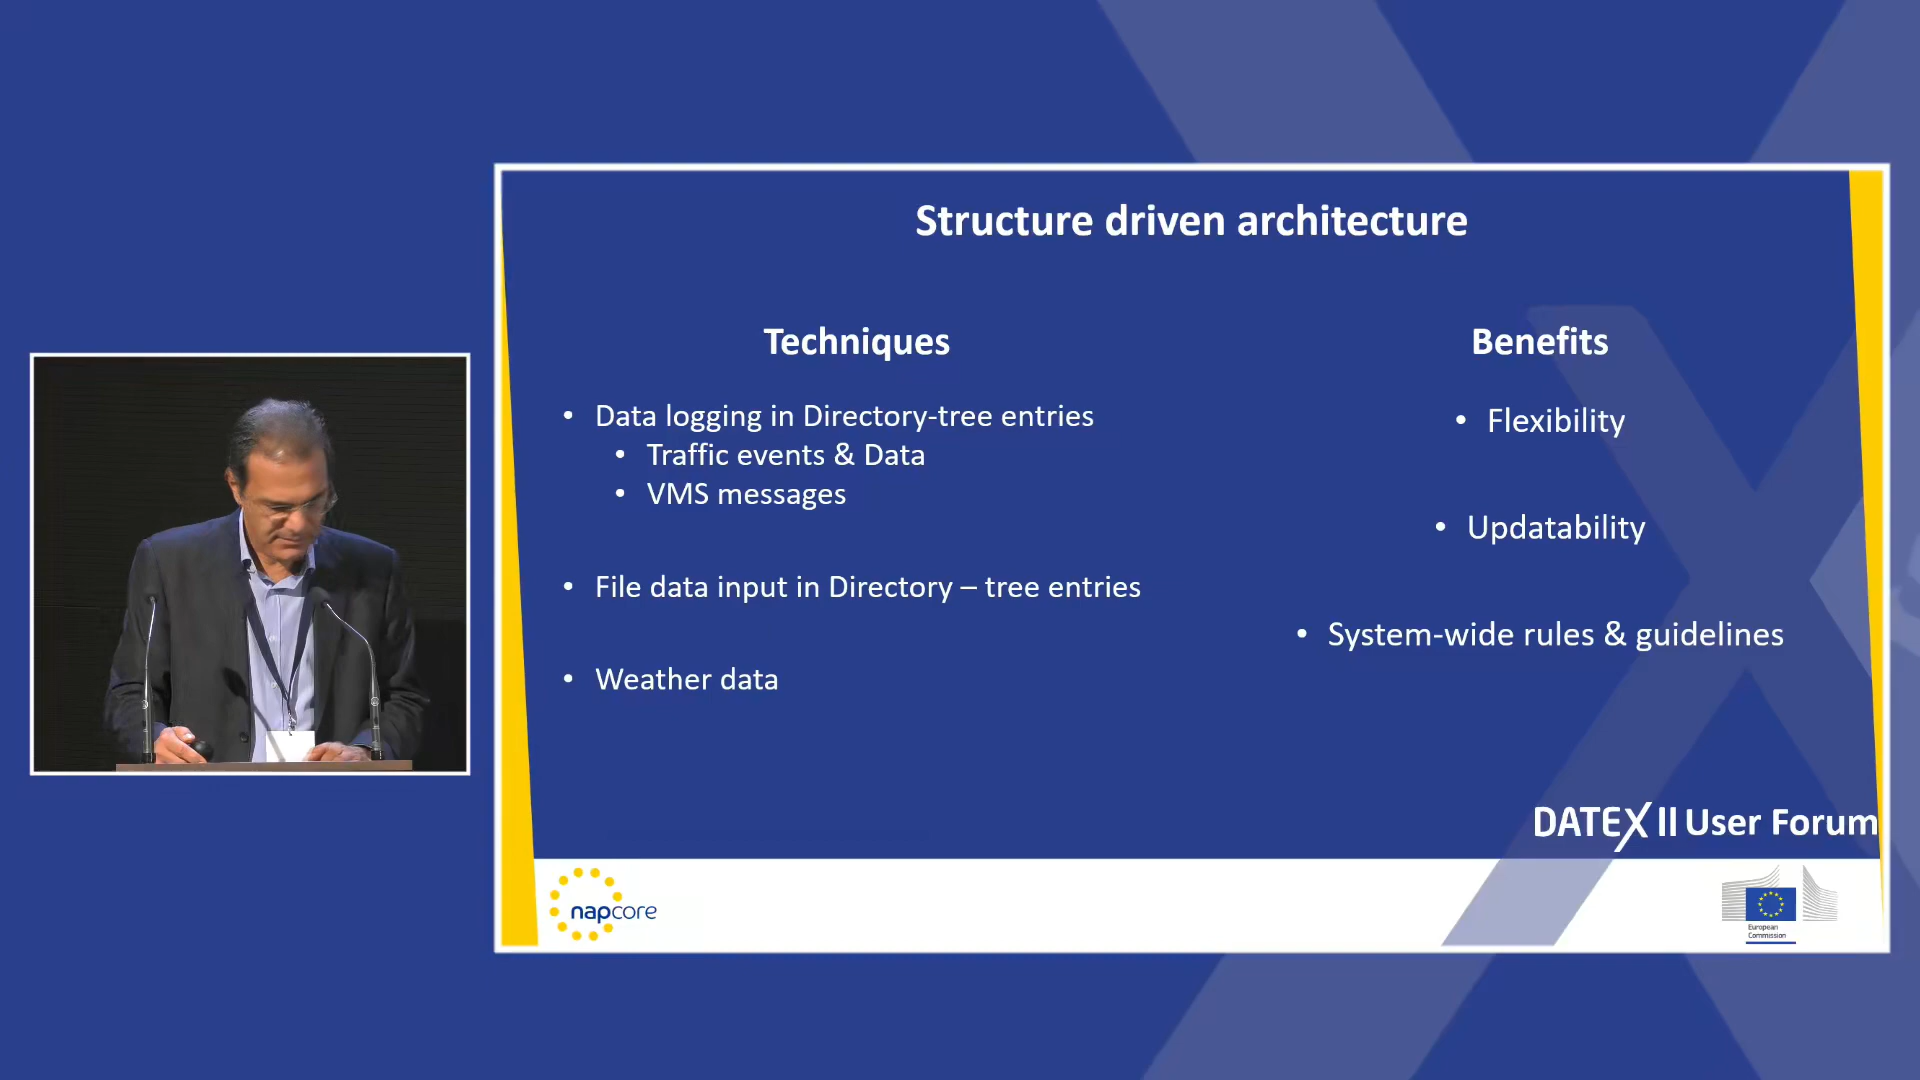 Structure driven architecture
Techniques
• Data logging in Directory-tree entries
• Traffic events & Data
• VMS messages
• File data input in Directory – tree entries
• Weather data
Benefits
• Flexibility
• Updatability
• System-wide rules & guidelines
DATEX II User Forum
napcore
European
Commission